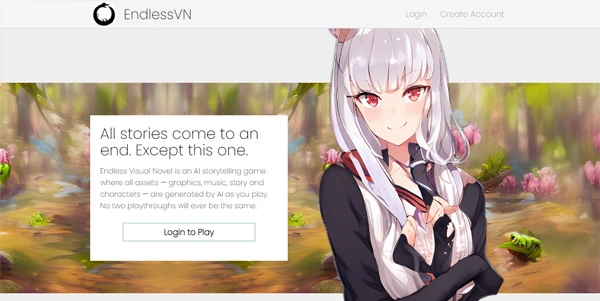 EndlessVN
Login Create Account
All stories come to an
end. Except this one.
Endless Visual Novel is an AI storytelling game
where all assets — graphics, music, story and
characters — are generated by AI as you play.
No two playthroughs will ever be the same.
Login to Play